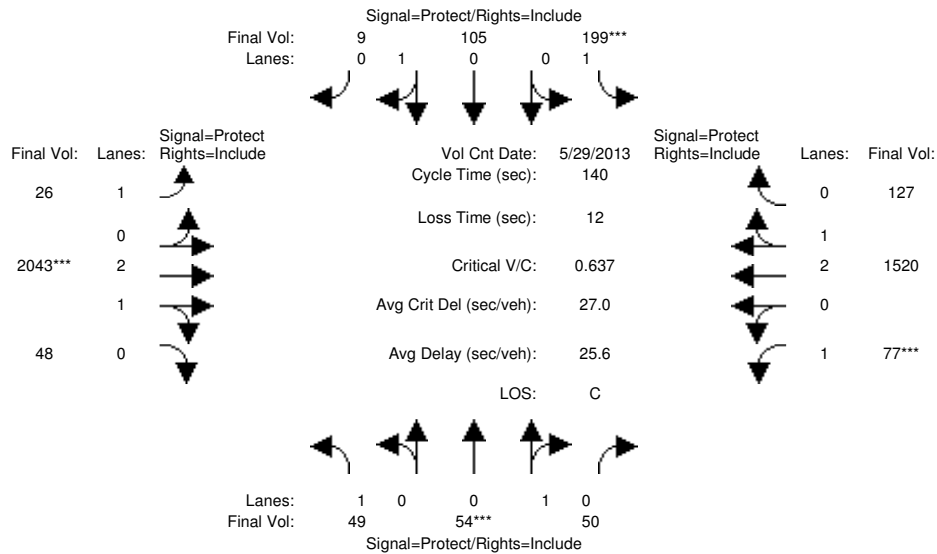 Signal=Protect/Rights=Include
Final Vol: 9 105 199***
Lanes: 0 1 0 0 1
Signal=Protect Signal=Protect
Final Vol: Lanes: Rights=Include Vol Cnt Date: 5/29/2013 Rights=Include Lanes: Final Vol:
Cycle Time (sec): 140
26 1 0 127
Loss Time (sec): 12
0 1
2043*** 2 Critical V/C: 0.637 2 1520
1 Avg Crit Del (sec/veh): 27.0 0
48 0 Avg Delay (sec/veh): 25.6 1 77***
LOS: C
Lanes: 1 0 0 1 0
Final Vol: 49 54*** 50
Signal=Protect/Rights=Include